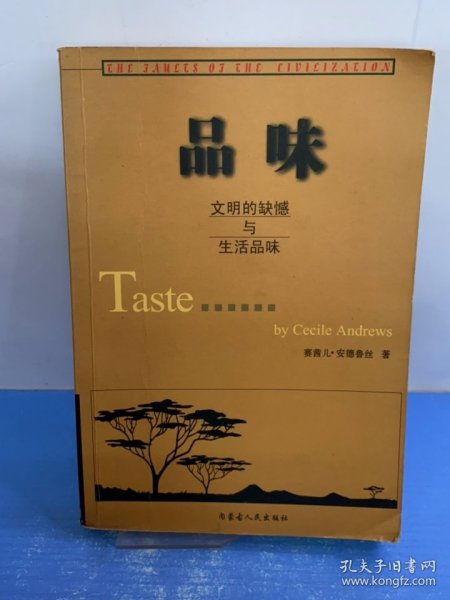 THE FAULTS OF THE CIVILIZATION
品味
文明的缺憾
与
生活品味
Taste......
by Cecile Andrews
赛茜儿·安德鲁丝 著
内蒙古人民出版社
孔夫子旧书网
www.kongfz.com